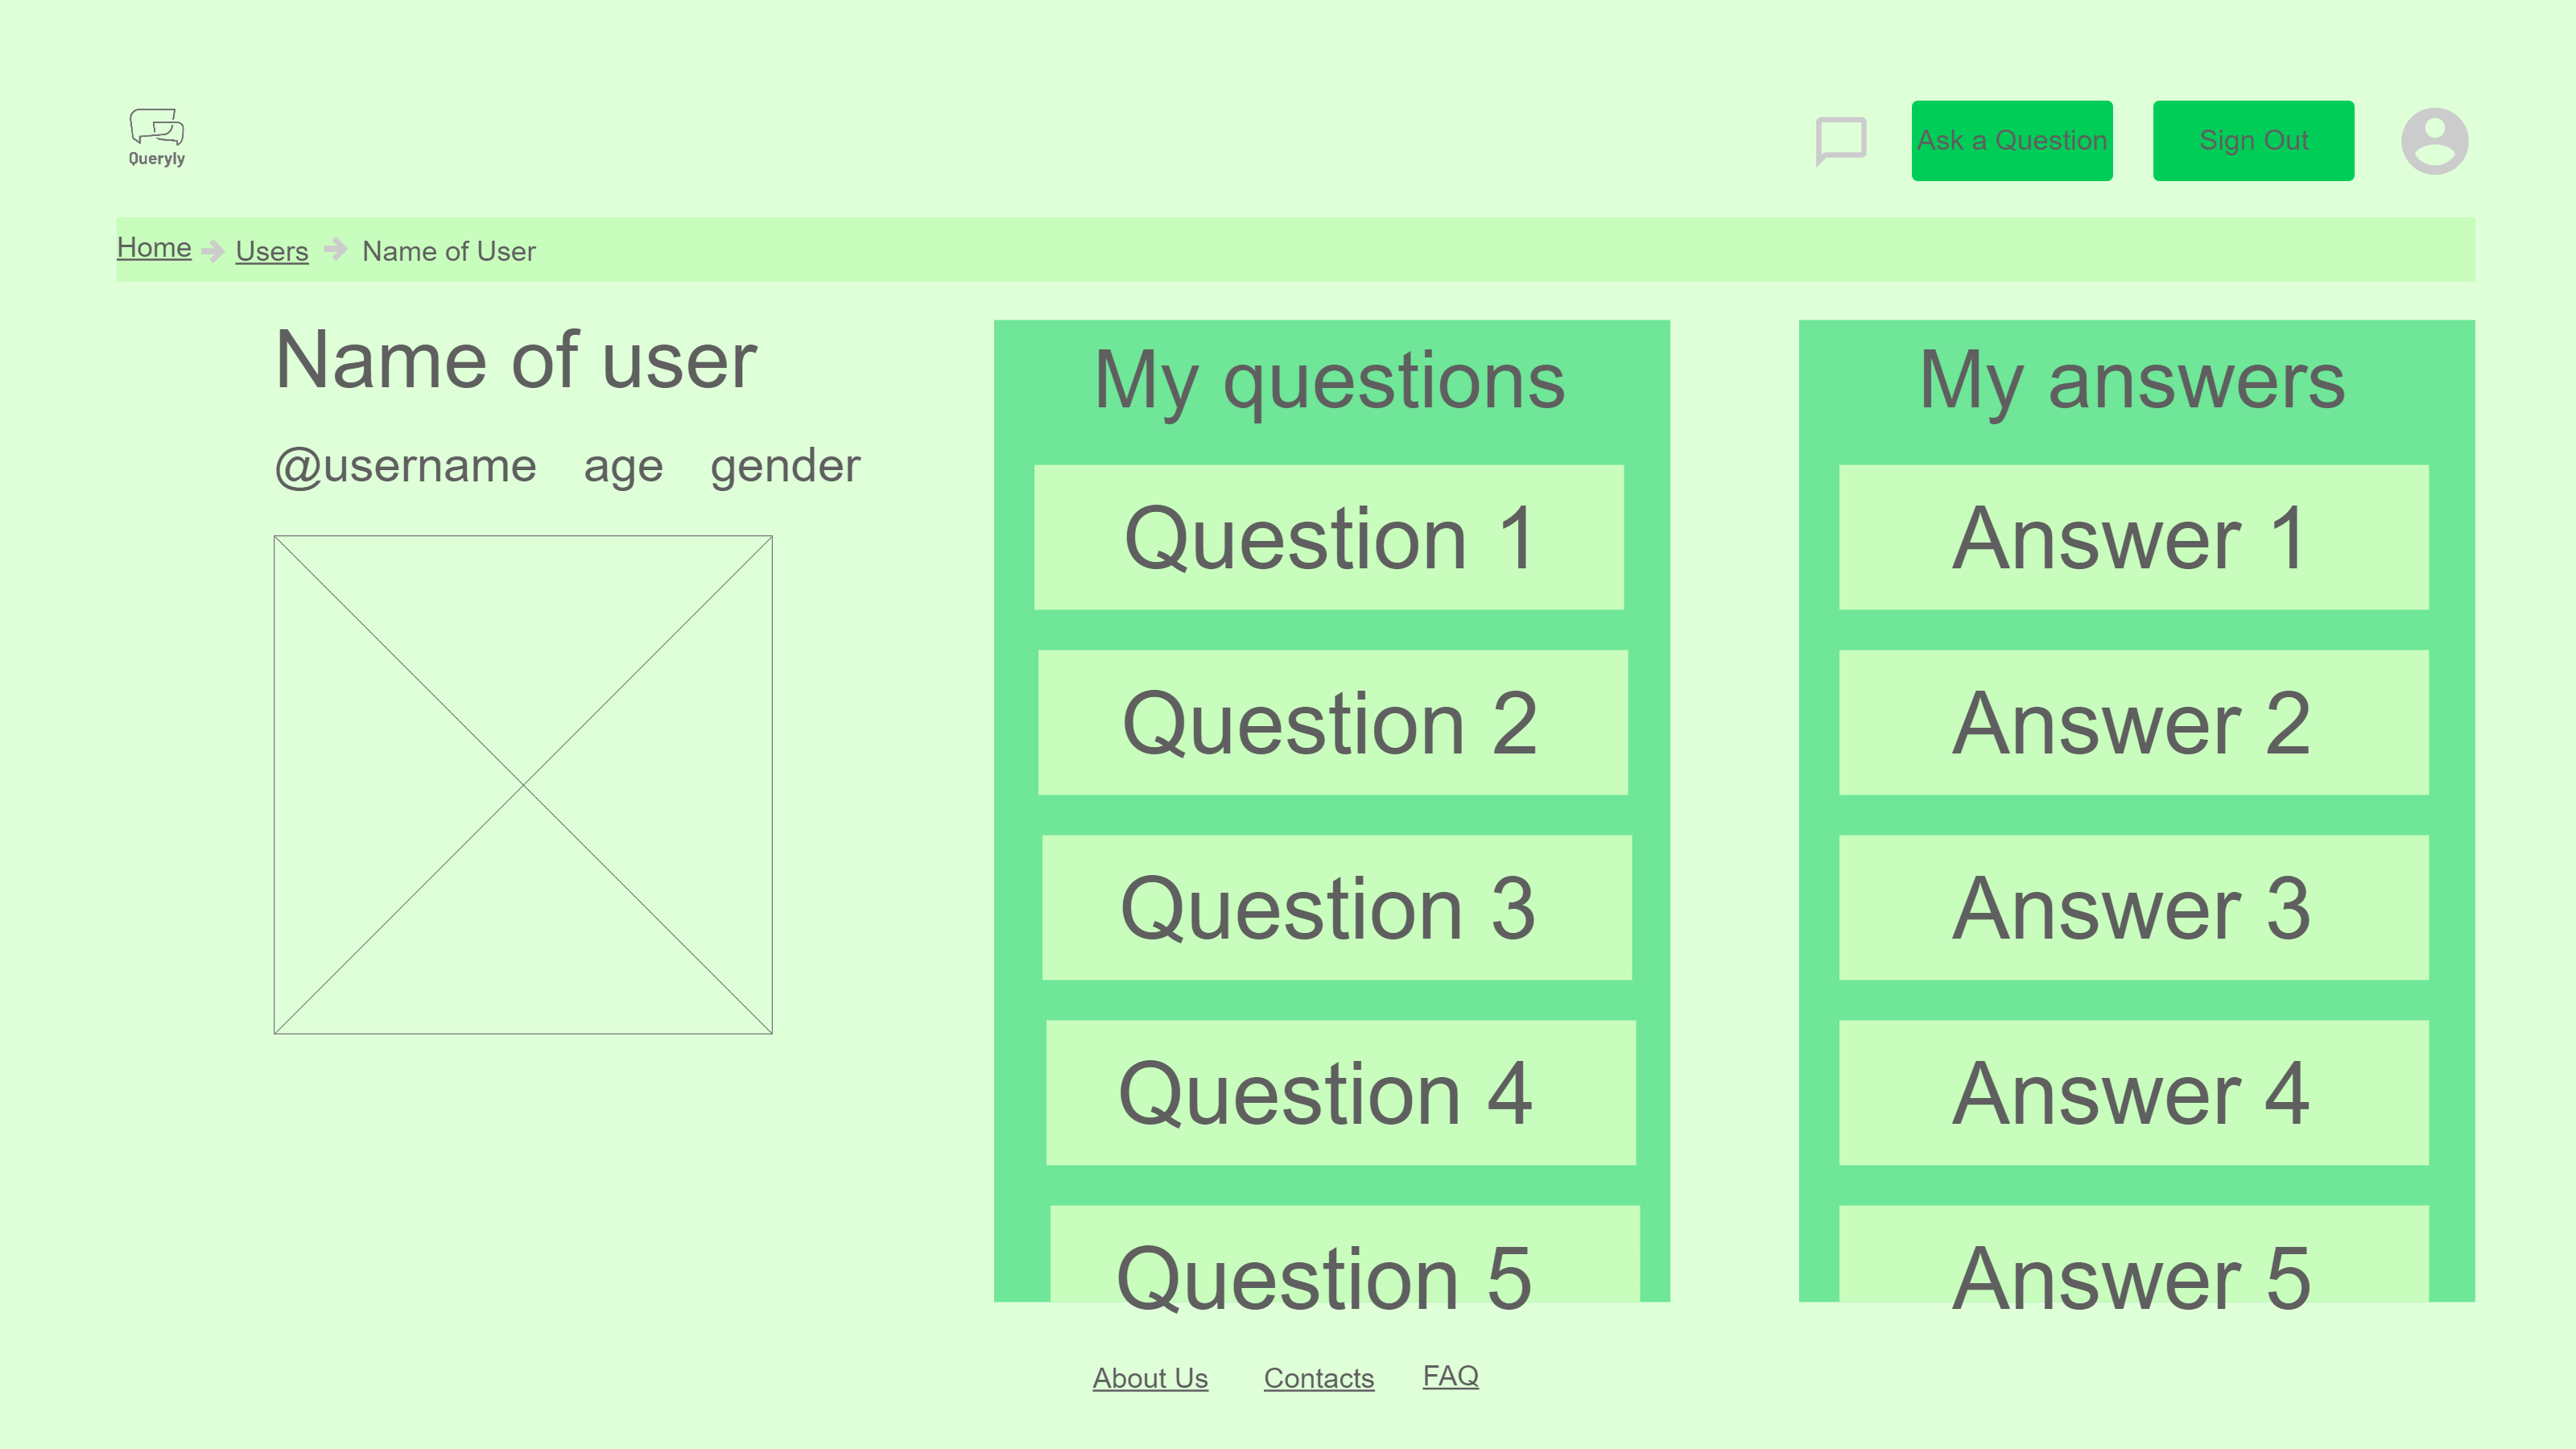 Queryly
Ask a Question
Sign Out
Home
Users
Name of User
Name of user
@username age gender
My questions
Question 1
Question 2
Question 3
Question 4
Question 5
My answers
Answer 1
Answer 2
Answer 3
Answer 4
Answer 5
About Us
Contacts
FAQ